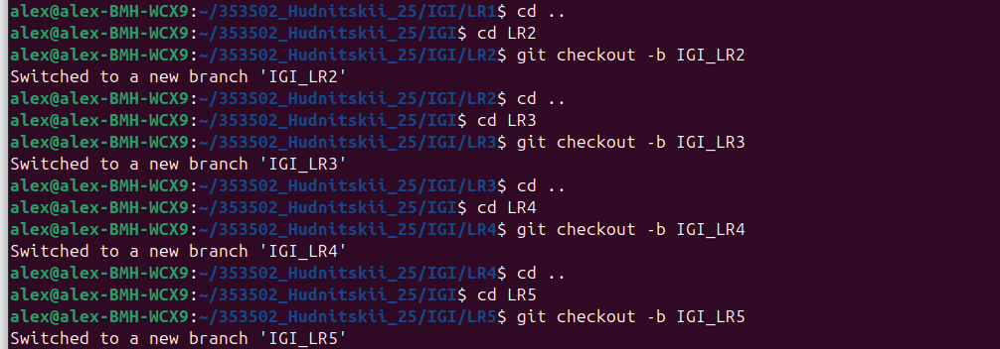 alex@alex-BMH-WCX9:~/353502_Hudnitskii_25/IGI/LR1$ cd ..
alex@alex-BMH-WCX9:~/353502_Hudnitskii_25/IGI$ cd LR2
alex@alex-BMH-WCX9:~/353502_Hudnitskii_25/IGI/LR2$ git checkout -b IGI_LR2
Switched to a new branch 'IGI_LR2'
alex@alex-BMH-WCX9:~/353502_Hudnitskii_25/IGI/LR2$ cd ..
alex@alex-BMH-WCX9:~/353502_Hudnitskii_25/IGI$ cd LR3
alex@alex-BMH-WCX9:~/353502_Hudnitskii_25/IGI/LR3$ git checkout -b IGI_LR3
Switched to a new branch 'IGI_LR3'
alex@alex-BMH-WCX9:~/353502_Hudnitskii_25/IGI/LR3$ cd ..
alex@alex-BMH-WCX9:~/353502_Hudnitskii_25/IGI$ cd LR4
alex@alex-BMH-WCX9:~/353502_Hudnitskii_25/IGI/LR4$ git checkout -b IGI_LR4
Switched to a new branch 'IGI_LR4'
alex@alex-BMH-WCX9:~/353502_Hudnitskii_25/IGI/LR4$ cd ..
alex@alex-BMH-WCX9:~/353502_Hudnitskii_25/IGI$ cd LR5
alex@alex-BMH-WCX9:~/353502_Hudnitskii_25/IGI/LR5$ git checkout -b IGI_LR5
Switched to a new branch 'IGI_LR5'